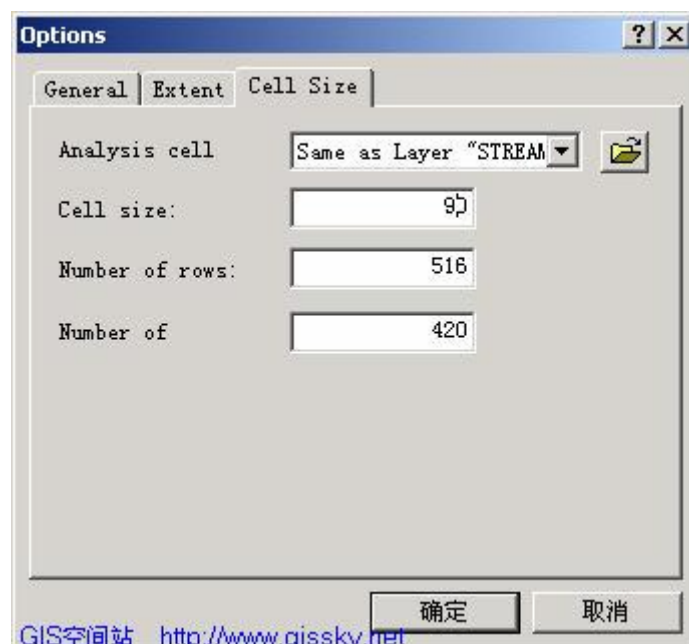 Options
General Extent Cell Size
Analysis cell Same as Layer "STREAM
Cell size:
Number of rows: 516
Number of 420
确定 取消
GIS空间站 http://www.gissky.net